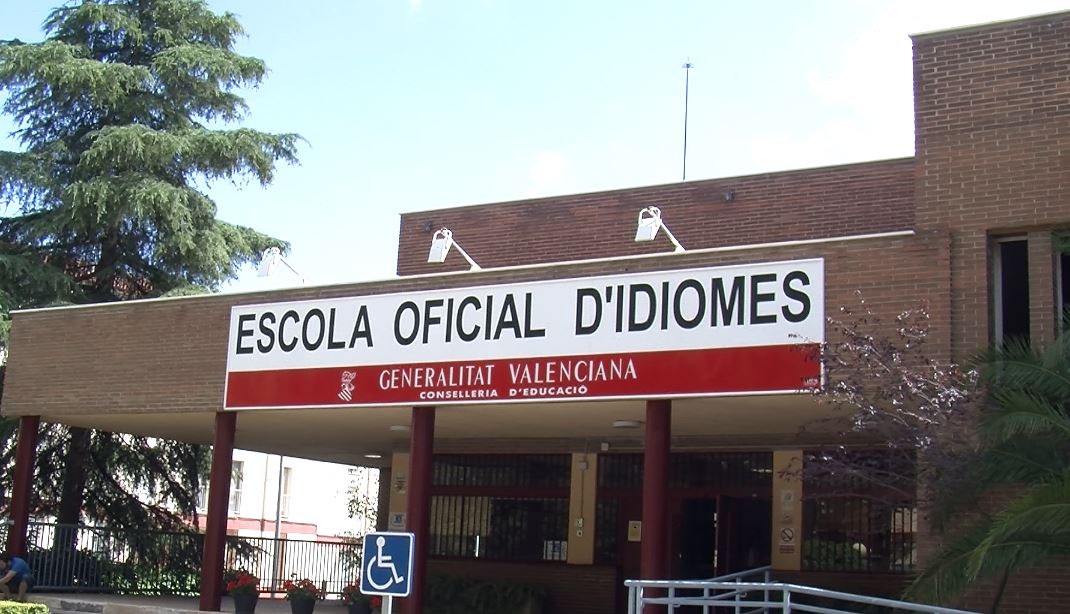 ESCOLA OFICIAL D'IDIOMES
GENERALITAT VALENCIANA
CONSELLERIA D'EDUCACIÓ